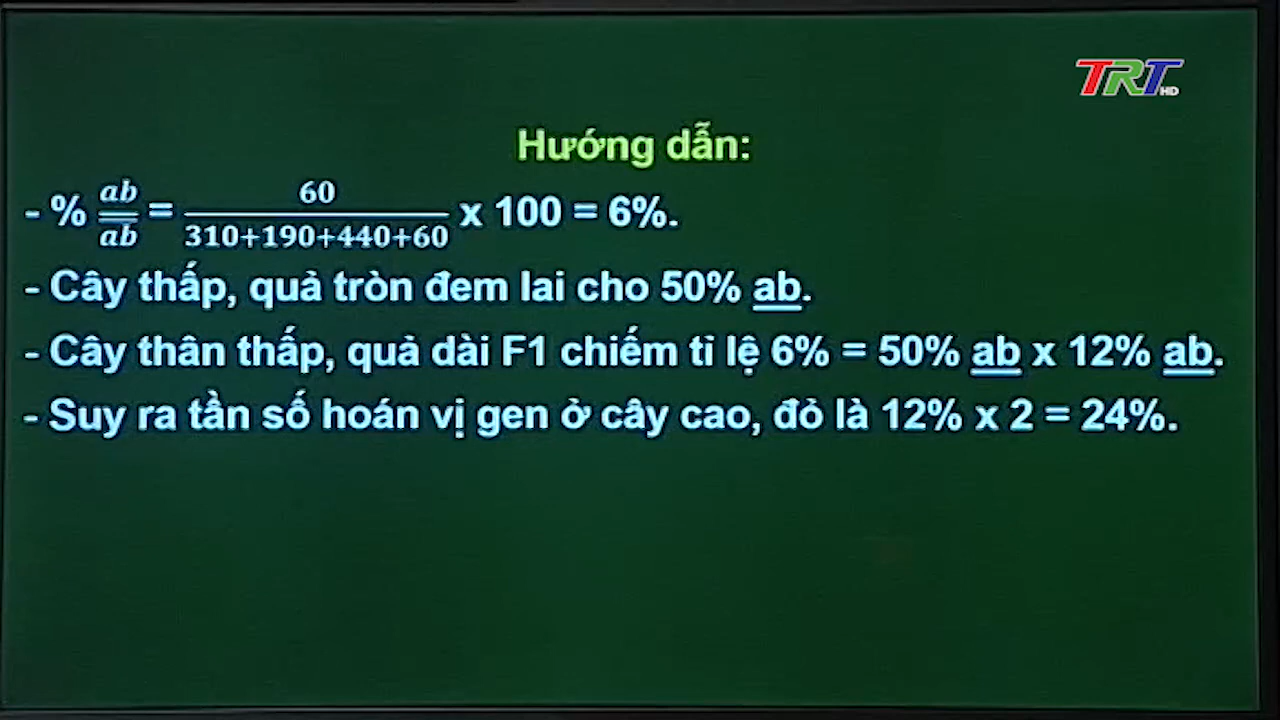 TRT HD
Hướng dẫn:
- % ab/ab = 60/(310+190+440+60) x 100 = 6%.
- Cây thấp, quả tròn đem lai cho 50% ab.
- Cây thân thấp, quả dài F1 chiếm tỉ lệ 6% = 50% ab x 12% ab.
- Suy ra tần số hoán vị gen ở cây cao, đỏ là 12% x 2 = 24%.